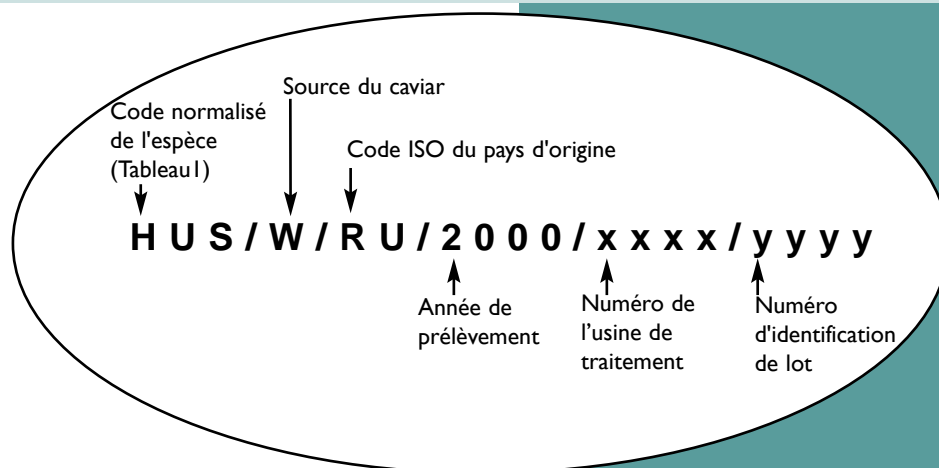 Source du caviar
Code normalisé
de l'espèce
(Tableau1)
Code ISO du pays d'origine
HUS/W/RU/2000/xxxx/yyyy
Année de
prélèvement
Numéro de
l'usine de
traitement
Numéro
d'identification
de lot